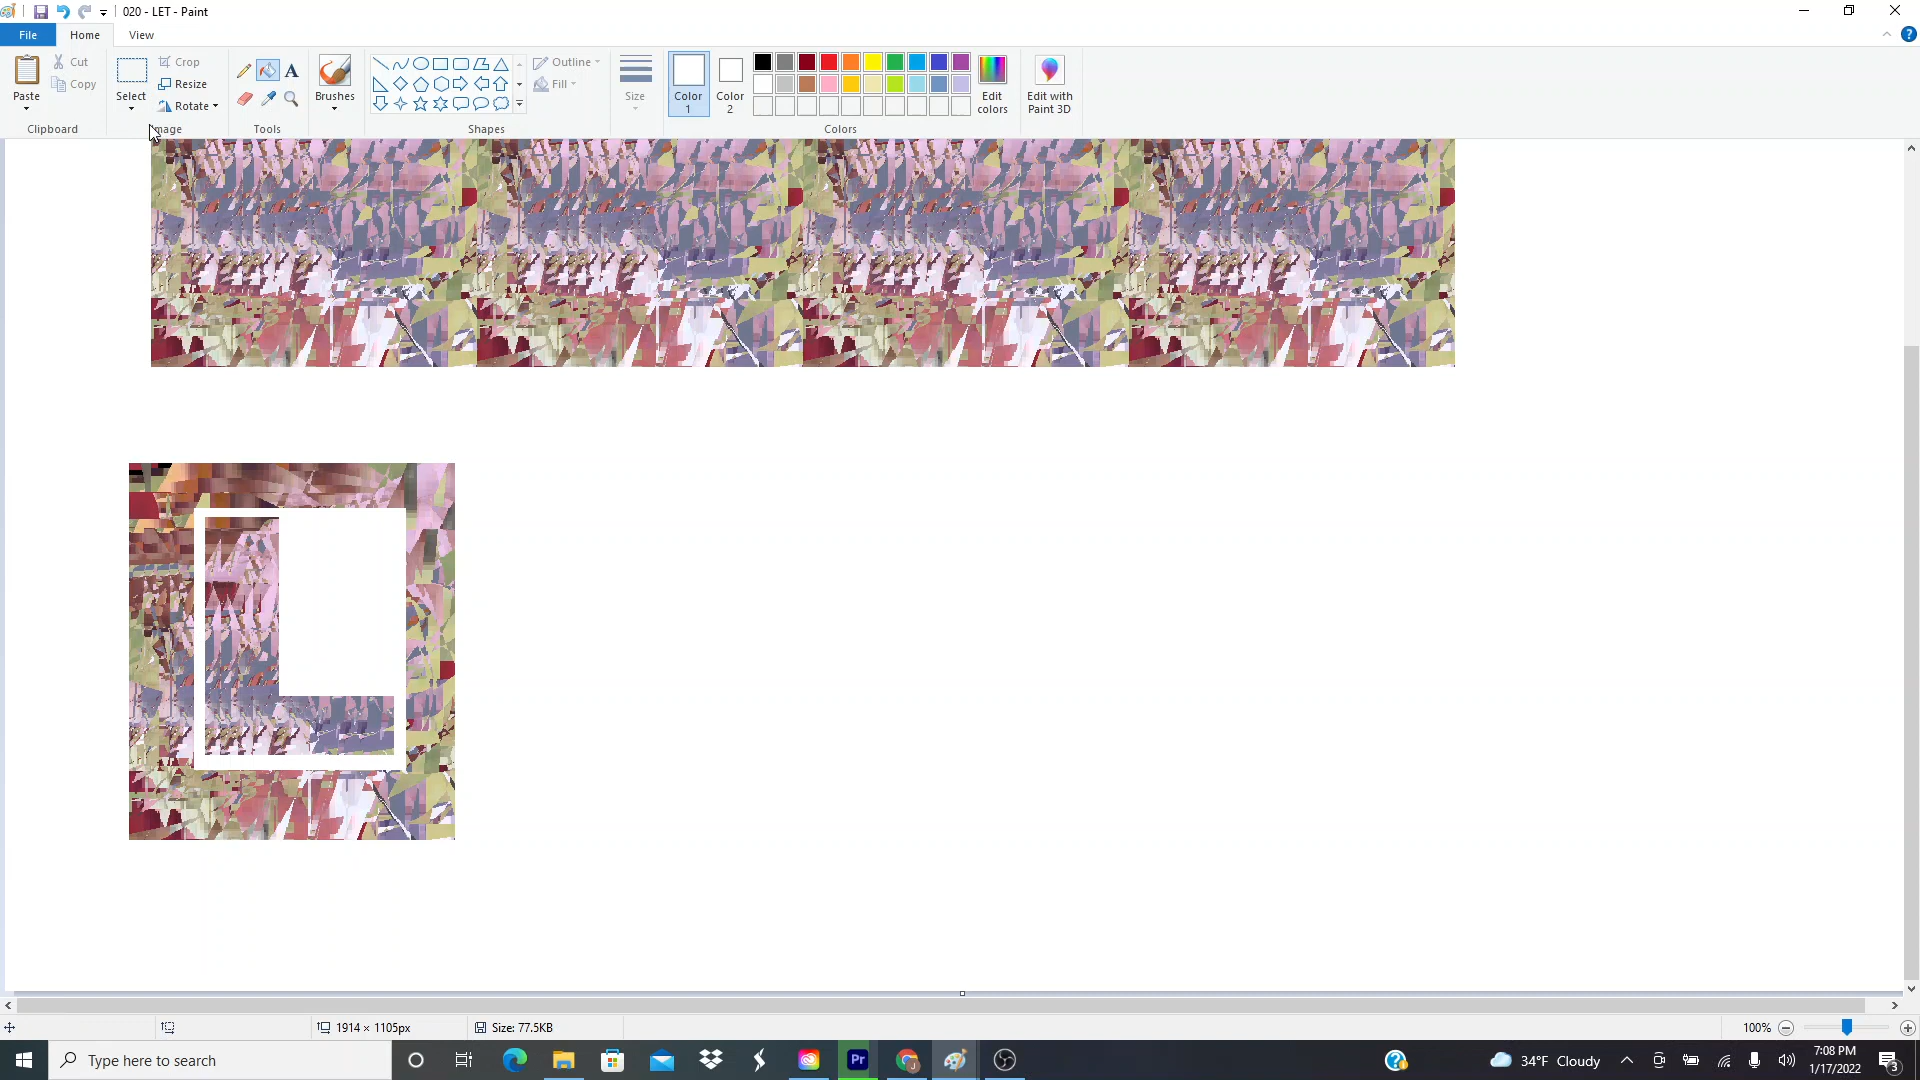 020 - LET - Paint
File
Home
View
Paste
Cut
Copy
Clipboard
Select
Crop
Resize
Rotate
Image
A
Tools
Brushes
Outline
Fill
Shapes
Size
Color
1
Color
2
Edit
colors
Edit with
Paint 3D
Colors
L
1914 × 1105px
Size: 77.5KB
100%
Type here to search
Pr
34°F Cloudy
7:08 PM
1/17/2022
3